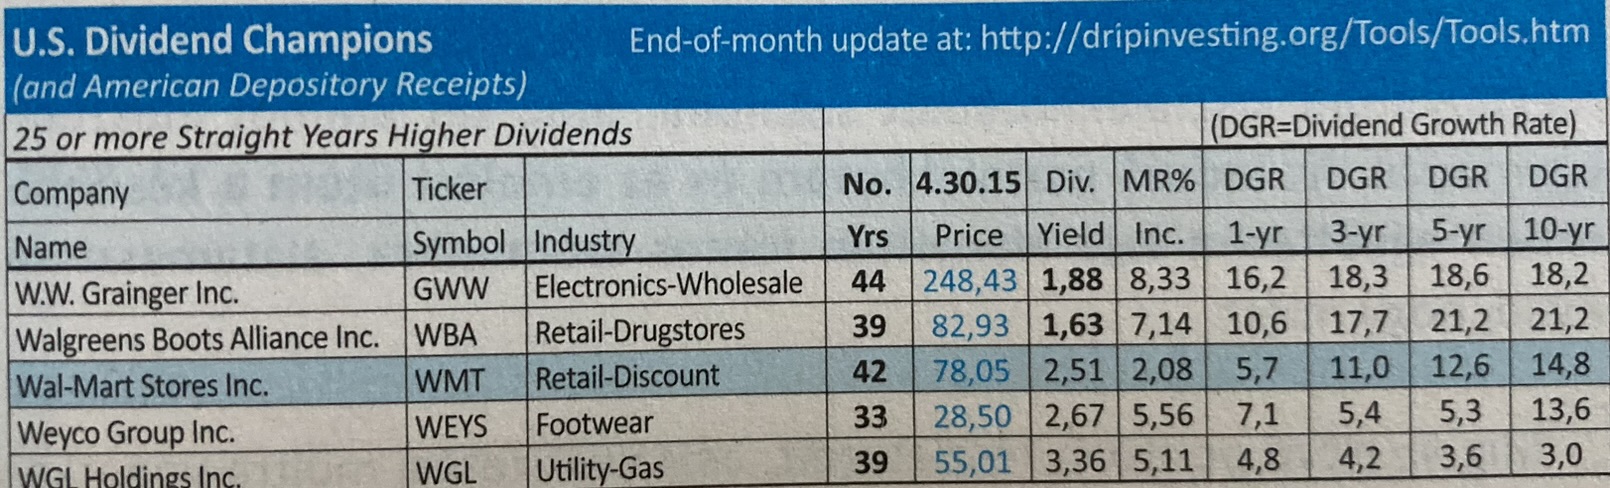 U.S. Dividend Champions End-of-month update at: http://dripinvesting.org/Tools/Tools.htm
(and American Depository Receipts)
25 or more Straight Years Higher Dividends (DGR=Dividend Growth Rate)
Company Ticker No. 4.30.15 Div. MR% DGR DGR DGR DGR
Name Symbol Industry Yrs Price Yield Inc. 1-yr 3-yr 5-yr 10-yr
W.W. Grainger Inc. GWW Electronics-Wholesale 44 248,43 1,88 8,33 16,2 18,3 18,6 18,2
Walgreens Boots Alliance Inc. WBA Retail-Drugstores 39 82,93 1,63 7,14 10,6 17,7 21,2 21,2
Wal-Mart Stores Inc. WMT Retail-Discount 42 78,05 2,51 2,08 5,7 11,0 12,6 14,8
Weyco Group Inc. WEYS Footwear 33 28,50 2,67 5,56 7,1 5,4 5,3 13,6
WGL Holdings Inc. WGL Utility-Gas 39 55,01 3,36 5,11 4,8 4,2 3,6 3,0